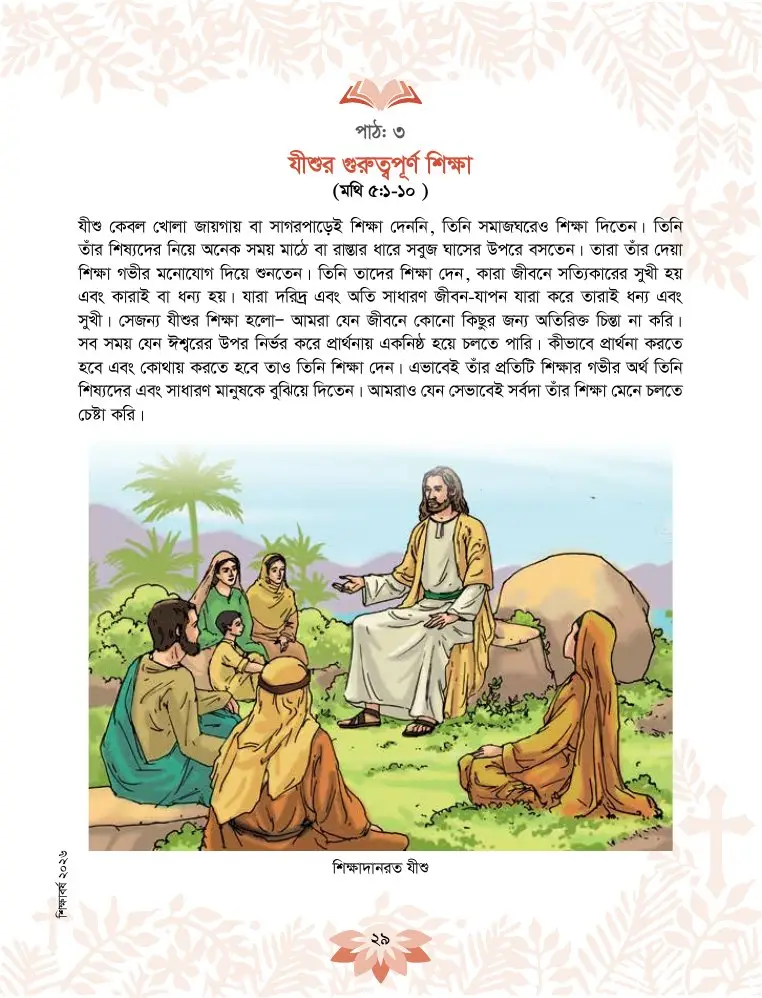 পাঠ: ৩
যীশুর গুরুত্বপূর্ণ শিক্ষা
(মথি ৫:১-১০ )
যীশু কেবল খোলা জায়গায় বা সাগরপাড়েই শিক্ষা দেননি, তিনি সমাজঘরেও শিক্ষা দিতেন। তিনি
তাঁর শিষ্যদের নিয়ে অনেক সময় মাঠে বা রাস্তার ধারে সবুজ ঘাসের উপরে বসতেন। তারা তাঁর দেয়া
শিক্ষা গভীর মনোযোগ দিয়ে শুনতেন। তিনি তাদের শিক্ষা দেন, কারা জীবনে সত্যিকারের সুখী হয়
এবং কারাই বা ধন্য হয়। যারা দরিদ্র এবং অতি সাধারণ জীবন-যাপন যারা করে তারাই ধন্য এবং
সুখী। সেজন্য যীশুর শিক্ষা হলো– আমরা যেন জীবনে কোনো কিছুর জন্য অতিরিক্ত চিন্তা না করি।
সব সময় যেন ঈশ্বরের উপর নির্ভর করে প্রার্থনায় একনিষ্ঠ হয়ে চলতে পারি। কীভাবে প্রার্থনা করতে
হবে এবং কোথায় করতে হবে তাও তিনি শিক্ষা দেন। এভাবেই তাঁর প্রতিটি শিক্ষার গভীর অর্থ তিনি
শিষ্যদের এবং সাধারণ মানুষকে বুঝিয়ে দিতেন। আমরাও যেন সেভাবেই সর্বদা তাঁর শিক্ষা মেনে চলতে
চেষ্টা করি।
শিক্ষাদানরত যীশু
শিক্ষাবর্ষ ২০২৬
২৯